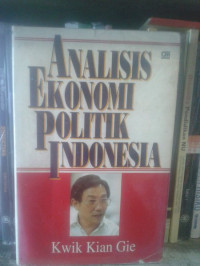 ANALISIS
EKONOMI
POLITIK
INDONESIA
Kwik Kian Gie